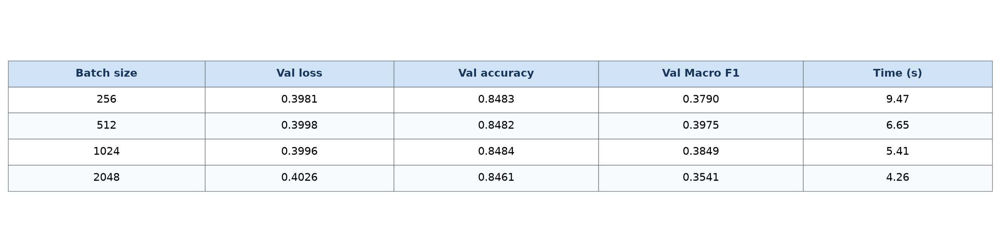 Batch size Val loss Val accuracy Val Macro F1 Time (s)
256 0.3981 0.8483 0.3790 9.47
512 0.3998 0.8482 0.3975 6.65
1024 0.3996 0.8484 0.3849 5.41
2048 0.4026 0.8461 0.3541 4.26